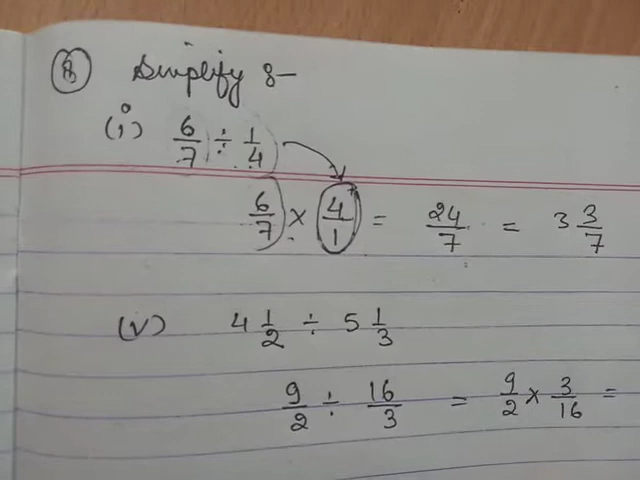 Simplify :-
(i) 6/7 ÷ 1/4
6/7 × 4/1 = 24/7 = 3 3/7
(v) 4 1/2 ÷ 5 1/3
9/2 ÷ 16/3 = 9/2 × 3/16 =